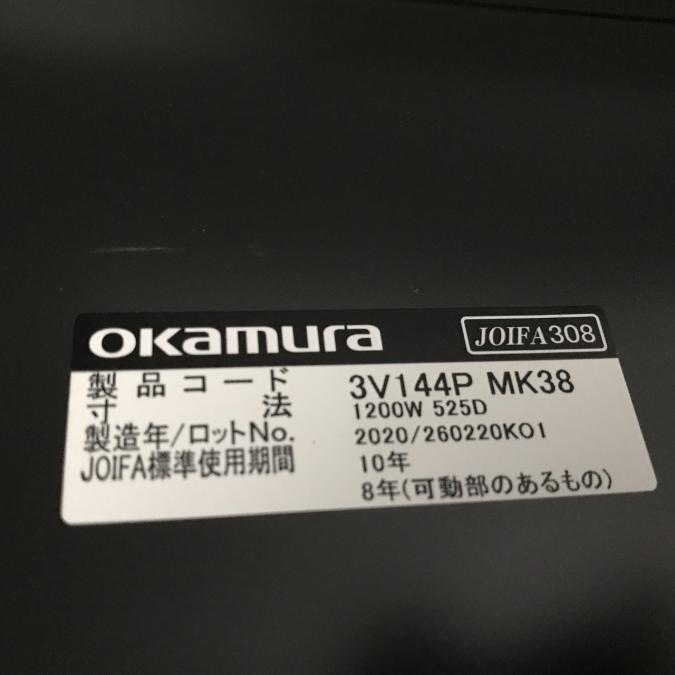 OKamura JOIFA308
製品コード 3V144P MK38
寸法 1200W 525D
製造年/ロットNo. 2020/260220K01
JOIFA標準使用期間 10年
8年(可動部のあるもの)